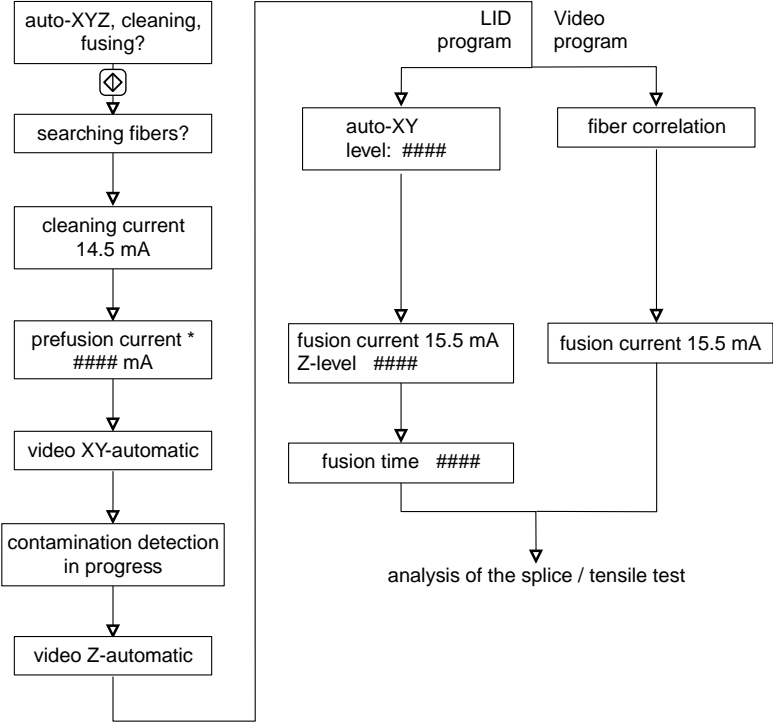 auto-XYZ, cleaning,
fusing?
searching fibers?
cleaning current
14.5 mA
prefusion current *
#### mA
video XY-automatic
contamination detection
in progress
video Z-automatic
LID
program
Video
program
auto-XY
level: ####
fusion current 15.5 mA
Z-level ####
fusion time ####
fiber correlation
fusion current 15.5 mA
analysis of the splice / tensile test